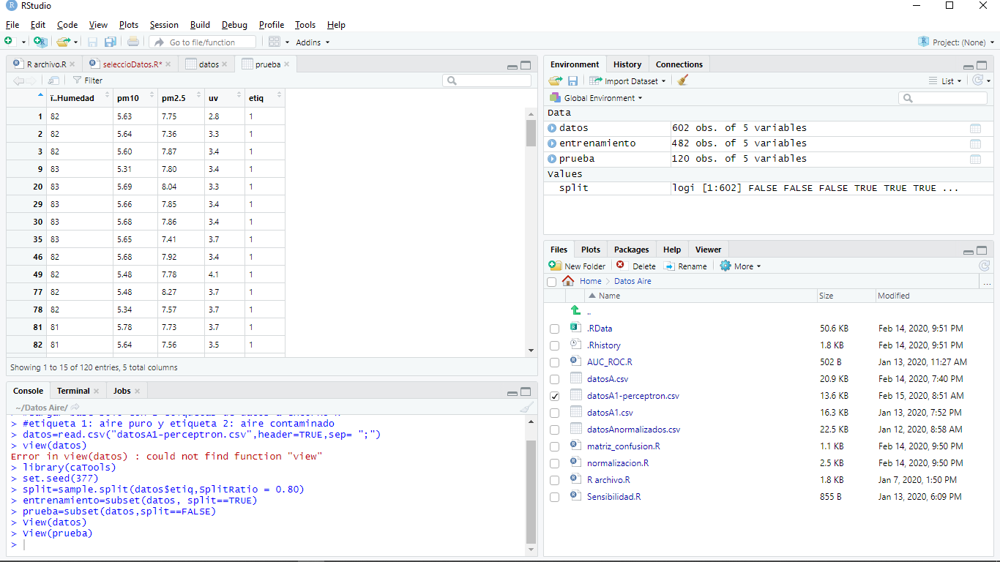 RStudio
File Edit Code View Plots Session Build Debug Profile Tools Help
Go to file/function Addins Project: (None)
R archivo.R seleccioDatos.R* datos prueba
Filter
ï..Humedad pm10 pm2.5 uv etiq
1 82 5.63 7.75 2.8 1
2 82 5.64 7.36 3.3 1
3 82 5.60 7.87 3.4 1
9 83 5.31 7.80 3.4 1
20 83 5.69 8.04 3.3 1
29 83 5.66 7.85 3.4 1
30 83 5.68 7.86 3.4 1
35 83 5.65 7.41 3.7 1
46 82 5.68 7.92 3.4 1
49 82 5.48 7.78 4.1 1
77 82 5.48 8.27 3.7 1
78 82 5.34 7.57 3.7 1
81 81 5.78 7.73 3.7 1
82 81 5.64 7.56 3.5 1
Showing 1 to 15 of 120 entries, 5 total columns
Console Terminal Jobs
~/Datos Aire/
> #etiqueta 1: aire puro y etiqueta 2: aire contaminado
> datos=read.csv("datosA1-perceptron.csv",header=TRUE,sep= ";")
> view(datos)
Error in view(datos) : could not find function "view"
> library(caTools)
> set.seed(377)
> split=sample.split(datos$etiq,SplitRatio = 0.80)
> entrenamiento=subset(datos, split==TRUE)
> prueba=subset(datos,split==FALSE)
> View(datos)
> View(prueba)
>
Environment History Connections
Import Dataset List
Global Environment
Data
datos 602 obs. of 5 variables
entrenamiento 482 obs. of 5 variables
prueba 120 obs. of 5 variables
Values
split logi [1:602] FALSE FALSE FALSE TRUE TRUE TRUE ...
Files Plots Packages Help Viewer
New Folder Delete Rename More
Home Datos Aire ...
Name Size Modified
..
.RData 50.6 KB Feb 14, 2020, 9:51 PM
.Rhistory 1.8 KB Feb 14, 2020, 9:51 PM
AUC_ROC.R 502 B Jan 13, 2020, 11:27 AM
datosA.csv 20.9 KB Feb 14, 2020, 7:40 PM
datosA1-perceptron.csv 13.6 KB Feb 15, 2020, 8:51 AM
datosA1.csv 16.3 KB Jan 13, 2020, 7:52 PM
datosAnormalizados.csv 22.5 KB Jan 12, 2020, 8:58 AM
matriz_confusion.R 1.1 KB Feb 14, 2020, 9:50 PM
normalizacion.R 2.5 KB Feb 14, 2020, 9:50 PM
R archivo.R 1.8 KB Jan 7, 2020, 1:50 PM
Sensibilidad.R 855 B Jan 13, 2020, 6:09 PM